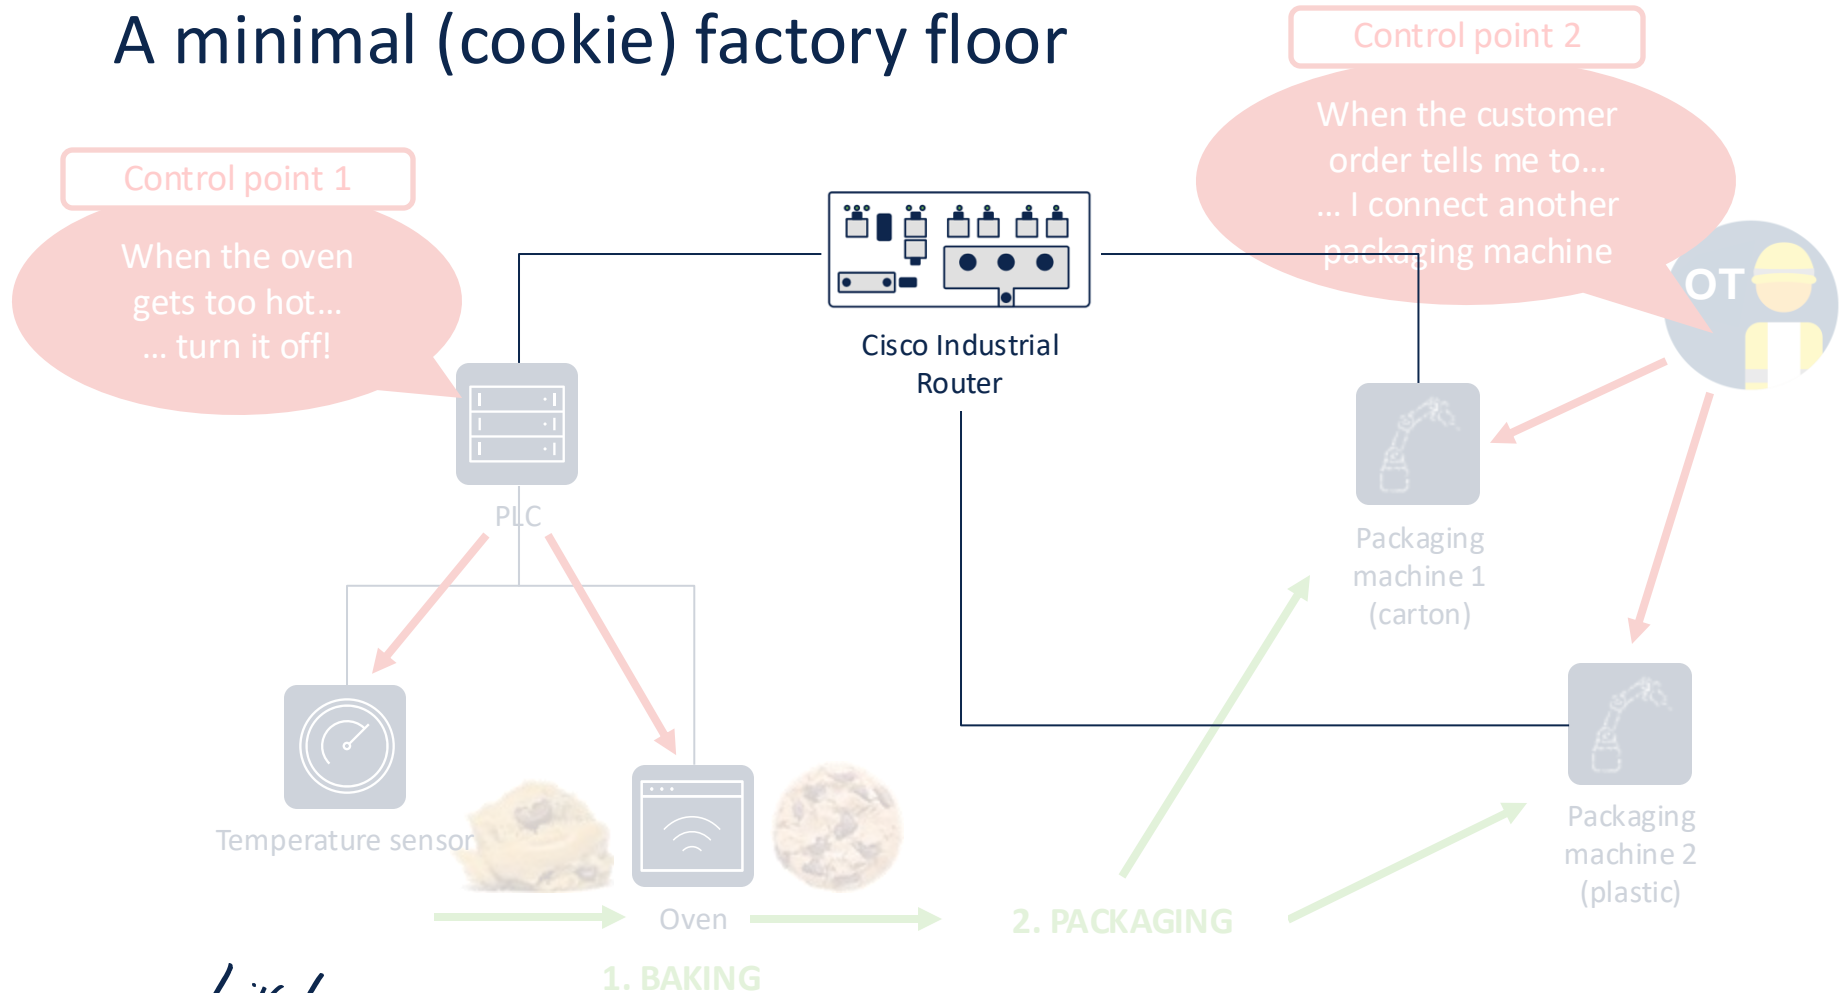 A minimal (cookie) factory floor
Control point 2
When the customer
order tells me to...
... I connect another
packaging machine
OT
Control point 1
When the oven
gets too hot...
... turn it off!
Cisco Industrial
Router
PLC
Packaging
machine 1
(carton)
Temperature sensor
Packaging
machine 2
(plastic)
Oven
2. PACKAGING
1. BAKING